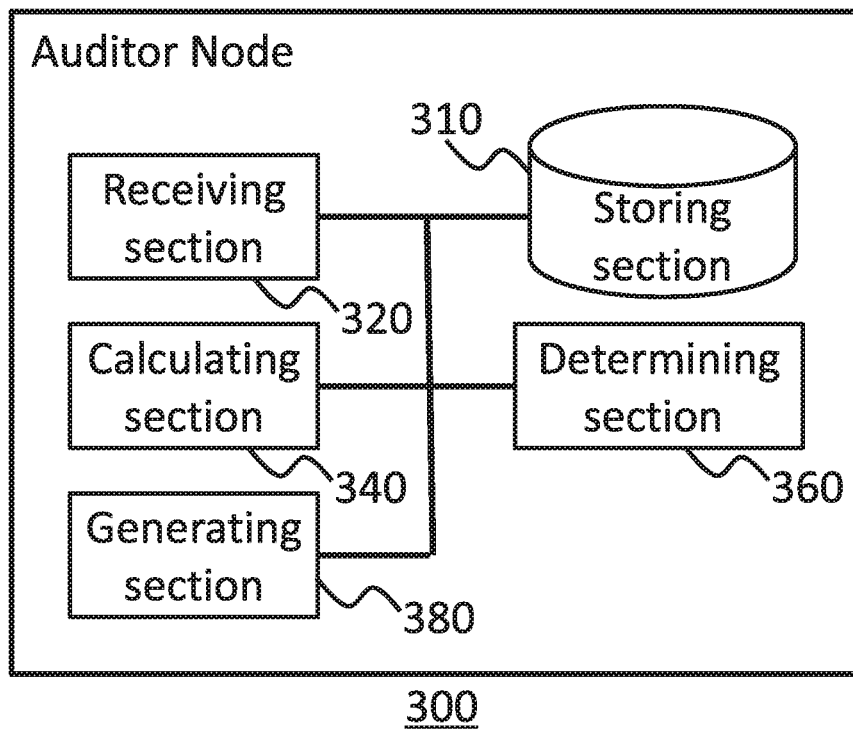 Auditor Node
310
Receiving
section
Storing
section
320
Calculating
section
Determining
section
340
360
Generating
section
380
300